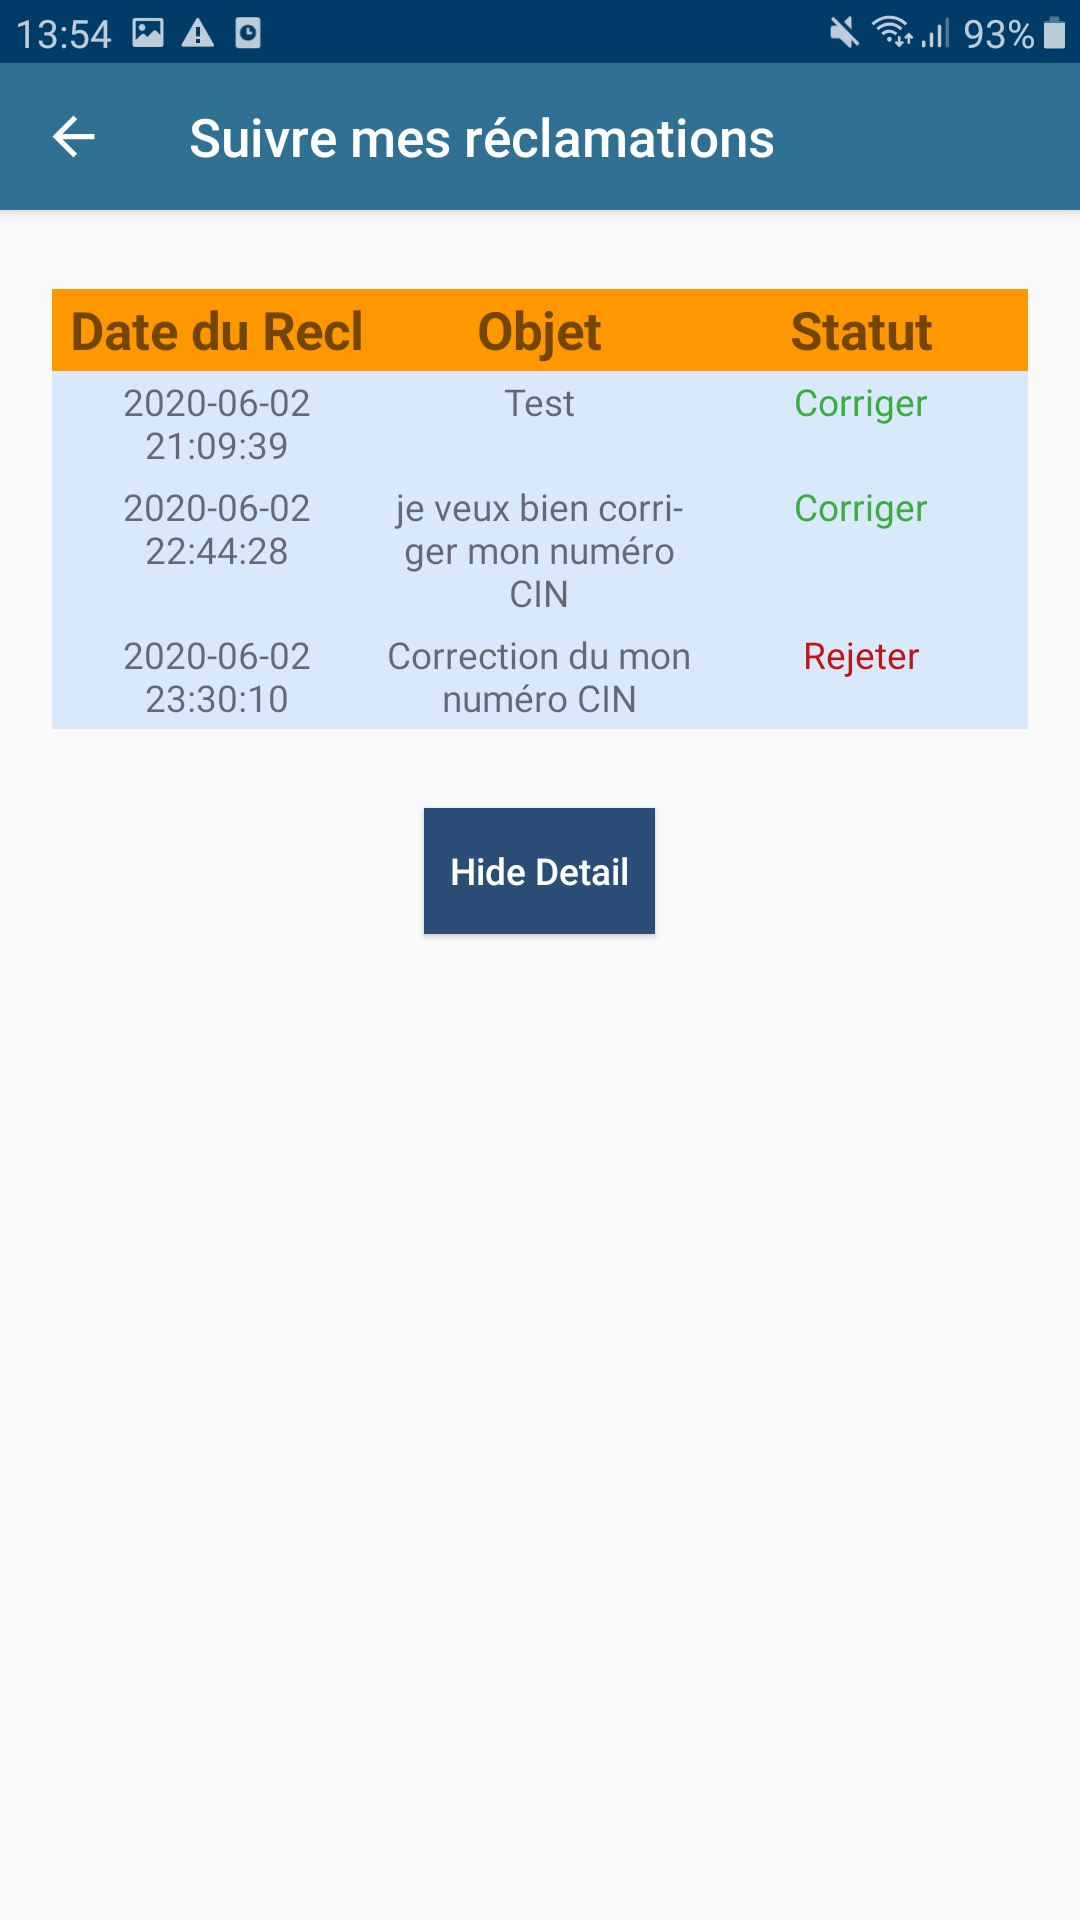 13:54 93%
Suivre mes réclamations
Date du Recl Objet Statut
2020-06-02 Test Corriger
21:09:39
2020-06-02 je veux bien corri- Corriger
22:44:28 ger mon numéro
CIN
2020-06-02 Correction du mon Rejeter
23:30:10 numéro CIN
Hide Detail